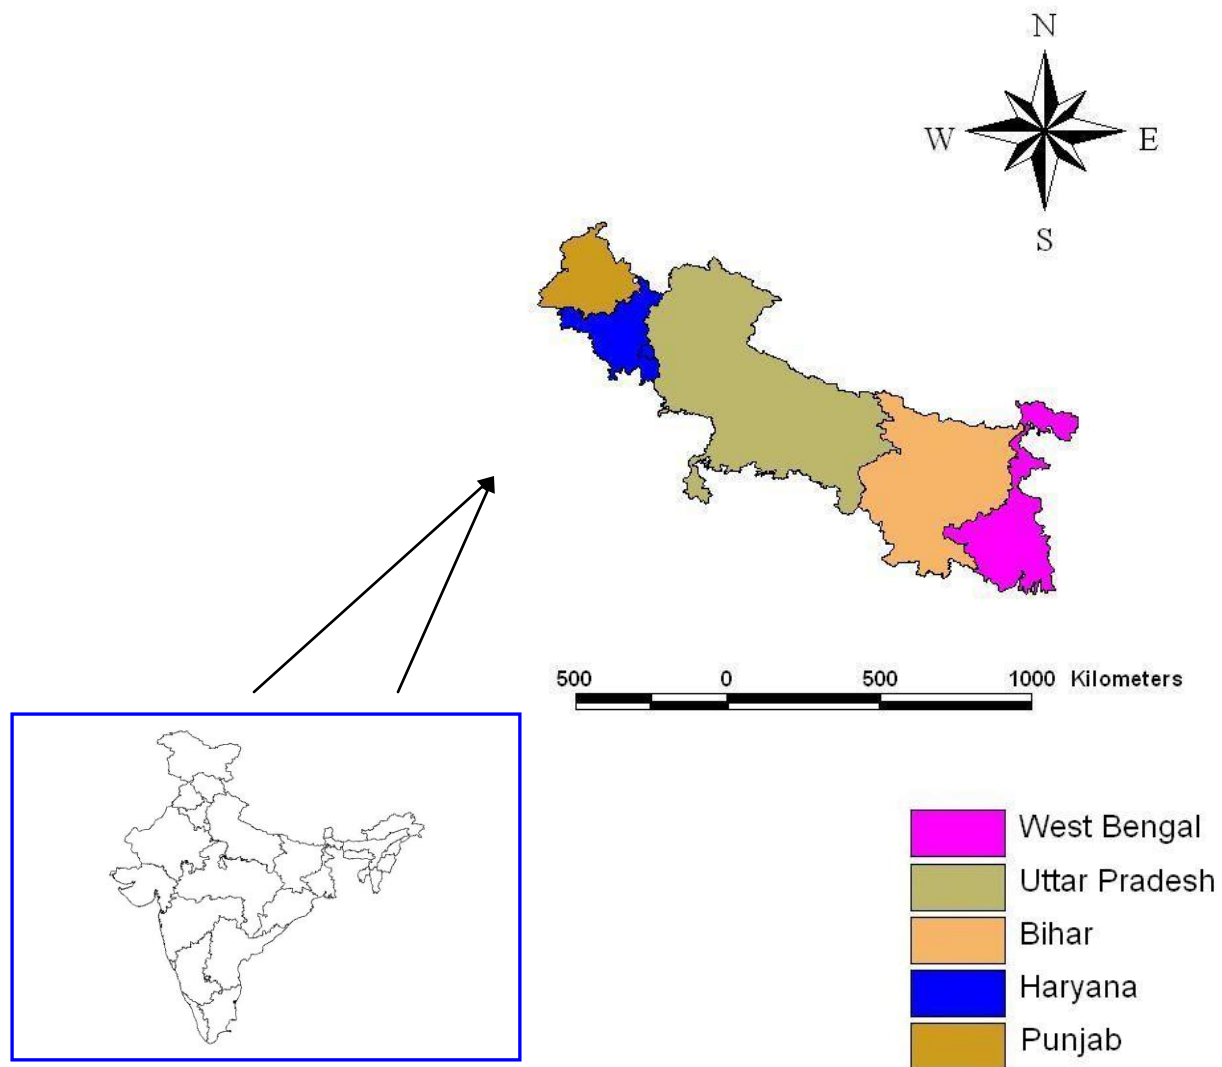 N
W E
S
500 0 500 1000 Kilometers
West Bengal
Uttar Pradesh
Bihar
Haryana
Punjab